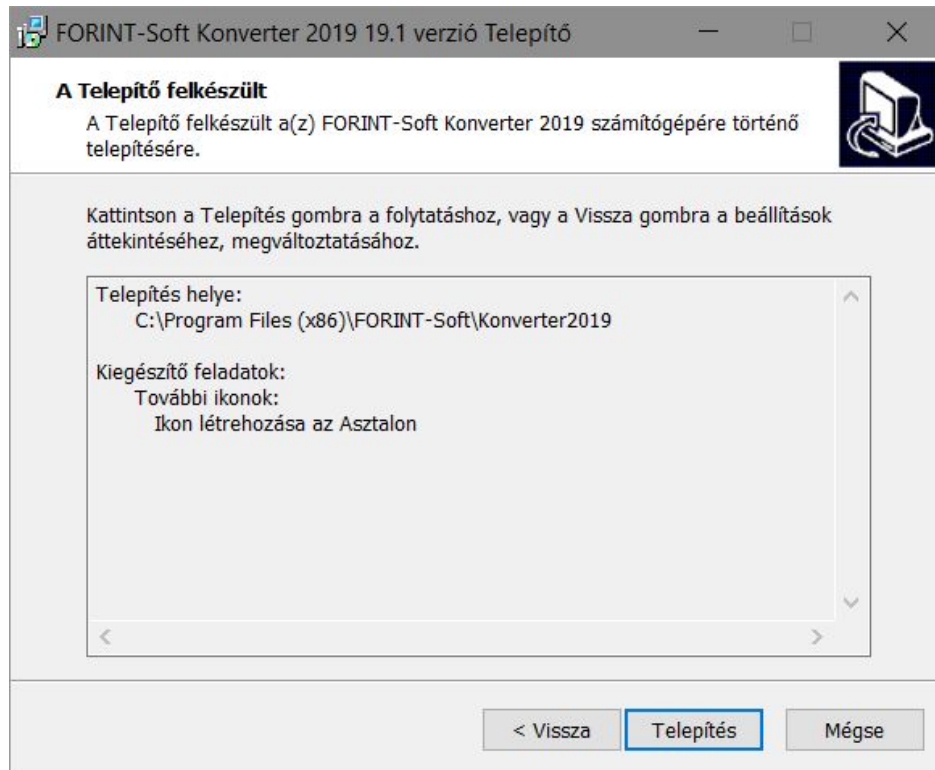 FORINT-Soft Konverter 2019 19.1 verzió Telepítő
A Telepítő felkészült
A Telepítő felkészült a(z) FORINT-Soft Konverter 2019 számítógépére történő
telepítésére.
Kattintson a Telepítés gombra a folytatáshoz, vagy a Vissza gombra a beállítások
áttekintéséhez, megváltoztatásához.
Telepítés helye:
C:\Program Files (x86)\FORINT-Soft\Konverter2019
Kiegészítő feladatok:
További ikonok:
Ikon létrehozása az Asztalon
< Vissza
Telepítés
Mégse